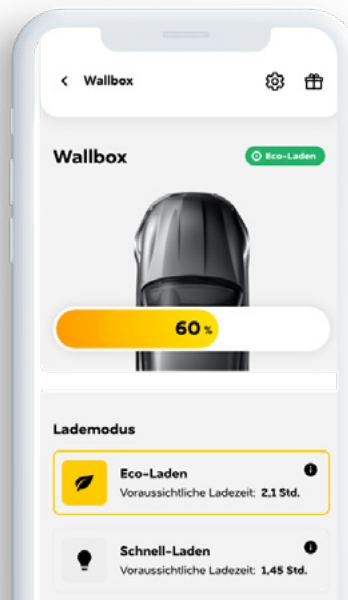 Wallbox
Wallbox
Eco-Laden
60 %
Lademodus
Eco-Laden
Voraussichtliche Ladezeit: 2,1 Std.
Schnell-Laden
Voraussichtliche Ladezeit: 1,45 Std.